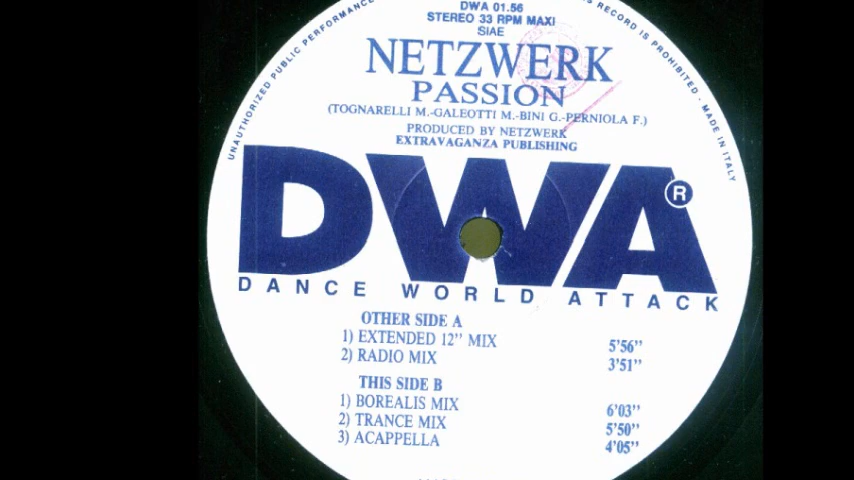 UNAUTHORIZED PUBLIC PERFORMANCE
S RECORD IS PROHIBITED - MADE IN ITALY
DWA 01.56
STEREO 33 RPM MAXI
SIAE
NETZWERK
PASSION
(TOGNARELLI M.-GALEOTTI M.-BINI G.-PERNIOLA F.)
PRODUCED BY NETZWERK
EXTRAVAGANZA PUBLISHING
DWA ®
DANCE WORLD ATTACK
OTHER SIDE A
1) EXTENDED 12" MIX 5'56"
2) RADIO MIX 3'51"
THIS SIDE B
1) BOREALIS MIX 6'03"
2) TRANCE MIX 5'50"
3) ACAPPELLA 4'05"